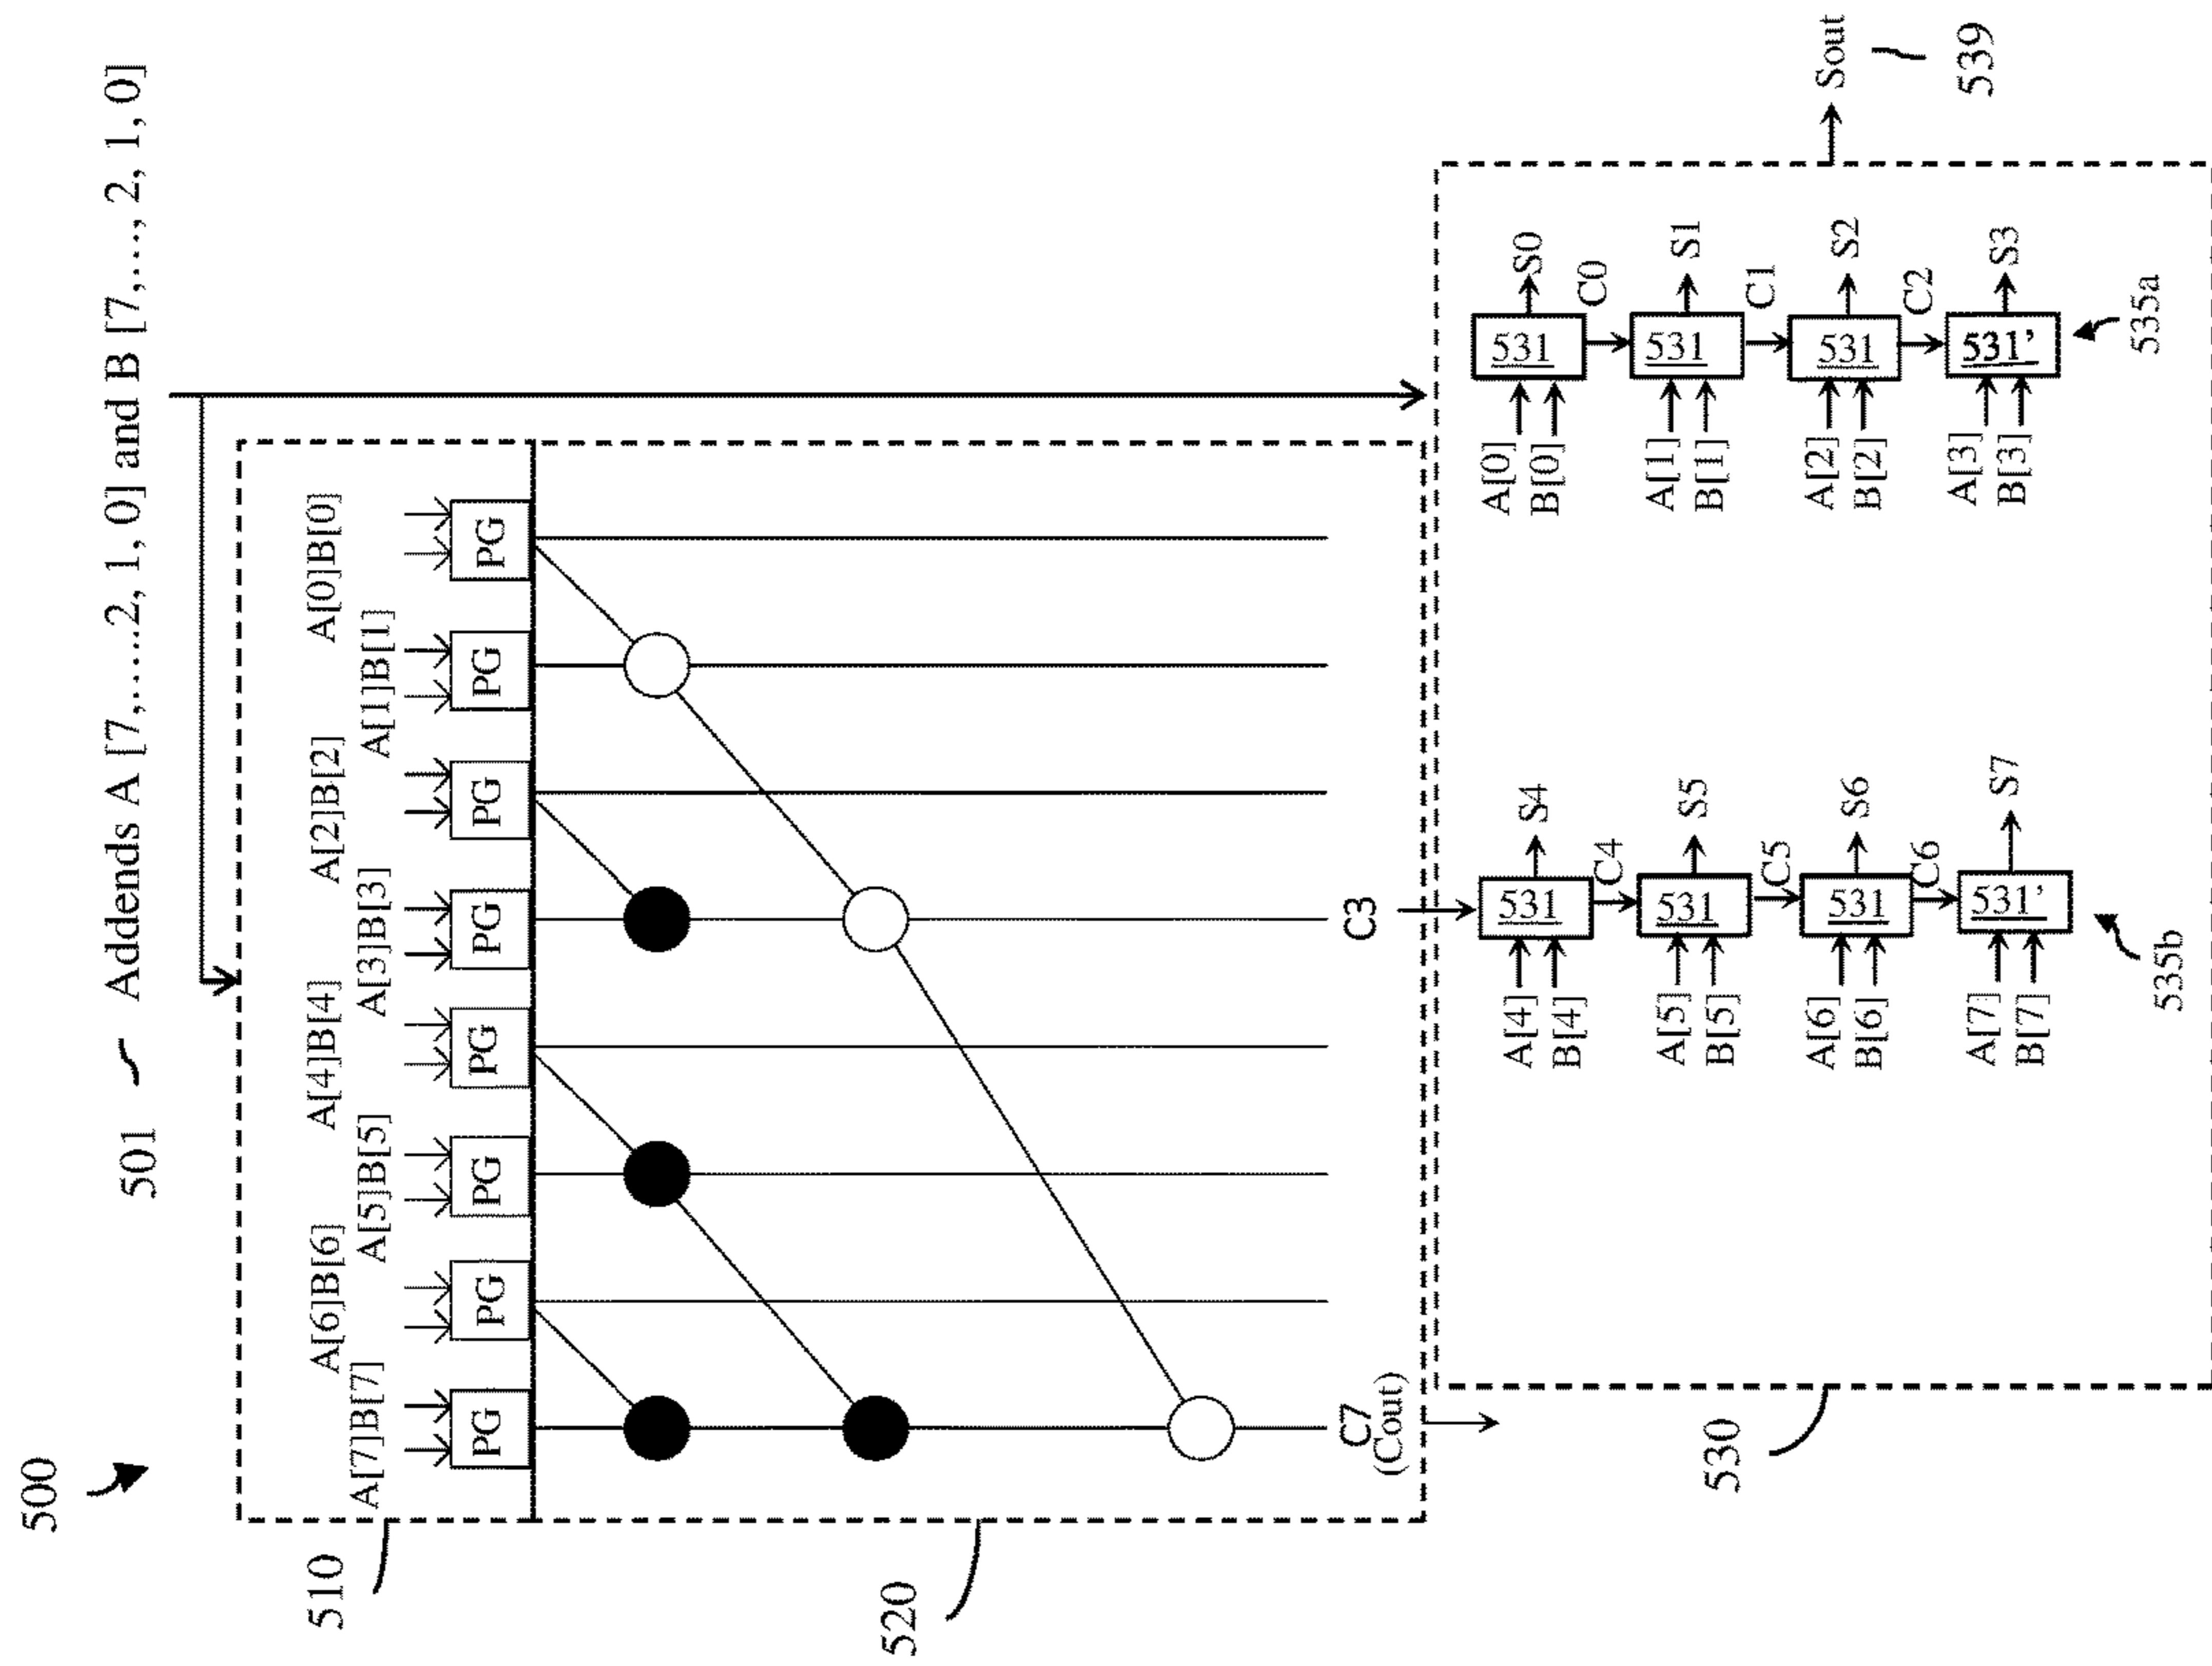 500
501
Addends A [7,.....2, 1, 0] and B [7,...., 2, 1, 0]
510
A[7]B[7]
A[6]B[6]
A[5]B[5]
A[4]B[4]
A[3]B[3]
A[2]B[2]
A[1]B[1]
A[0]B[0]
PG
PG
PG
PG
PG
PG
PG
PG
520
C7
(Cout)
C3
530
A[4]
B[4]
531
S4
C4
A[5]
B[5]
531
S5
C5
A[6]
B[6]
531
S6
C6
A[7]
B[7]
531’
S7
535b
A[0]
B[0]
531
S0
C0
A[1]
B[1]
531
S1
C1
A[2]
B[2]
531
S2
C2
A[3]
B[3]
531’
S3
535a
Sout
539